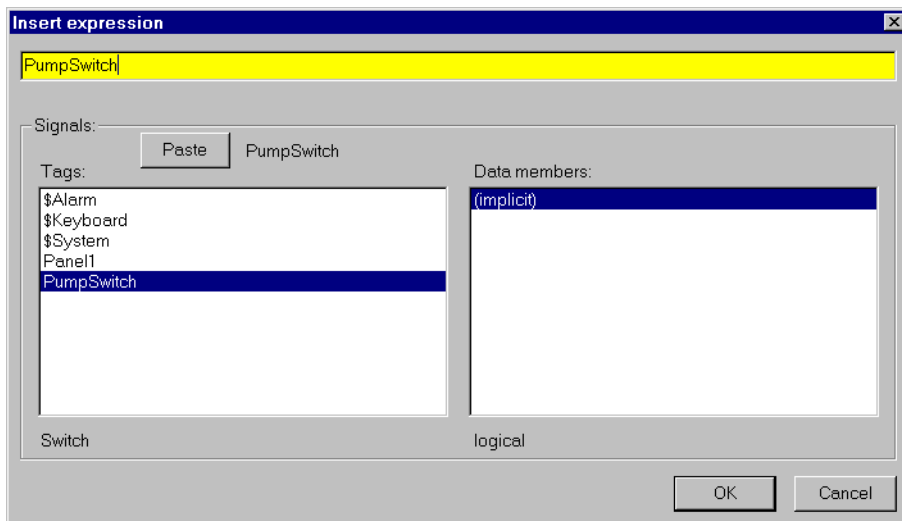 Insert expression
PumpSwitch
Signals:
Paste PumpSwitch
Tags: Data members:
$Alarm (implicit)
$Keyboard
$System
Panel1
PumpSwitch
Switch logical
OK Cancel